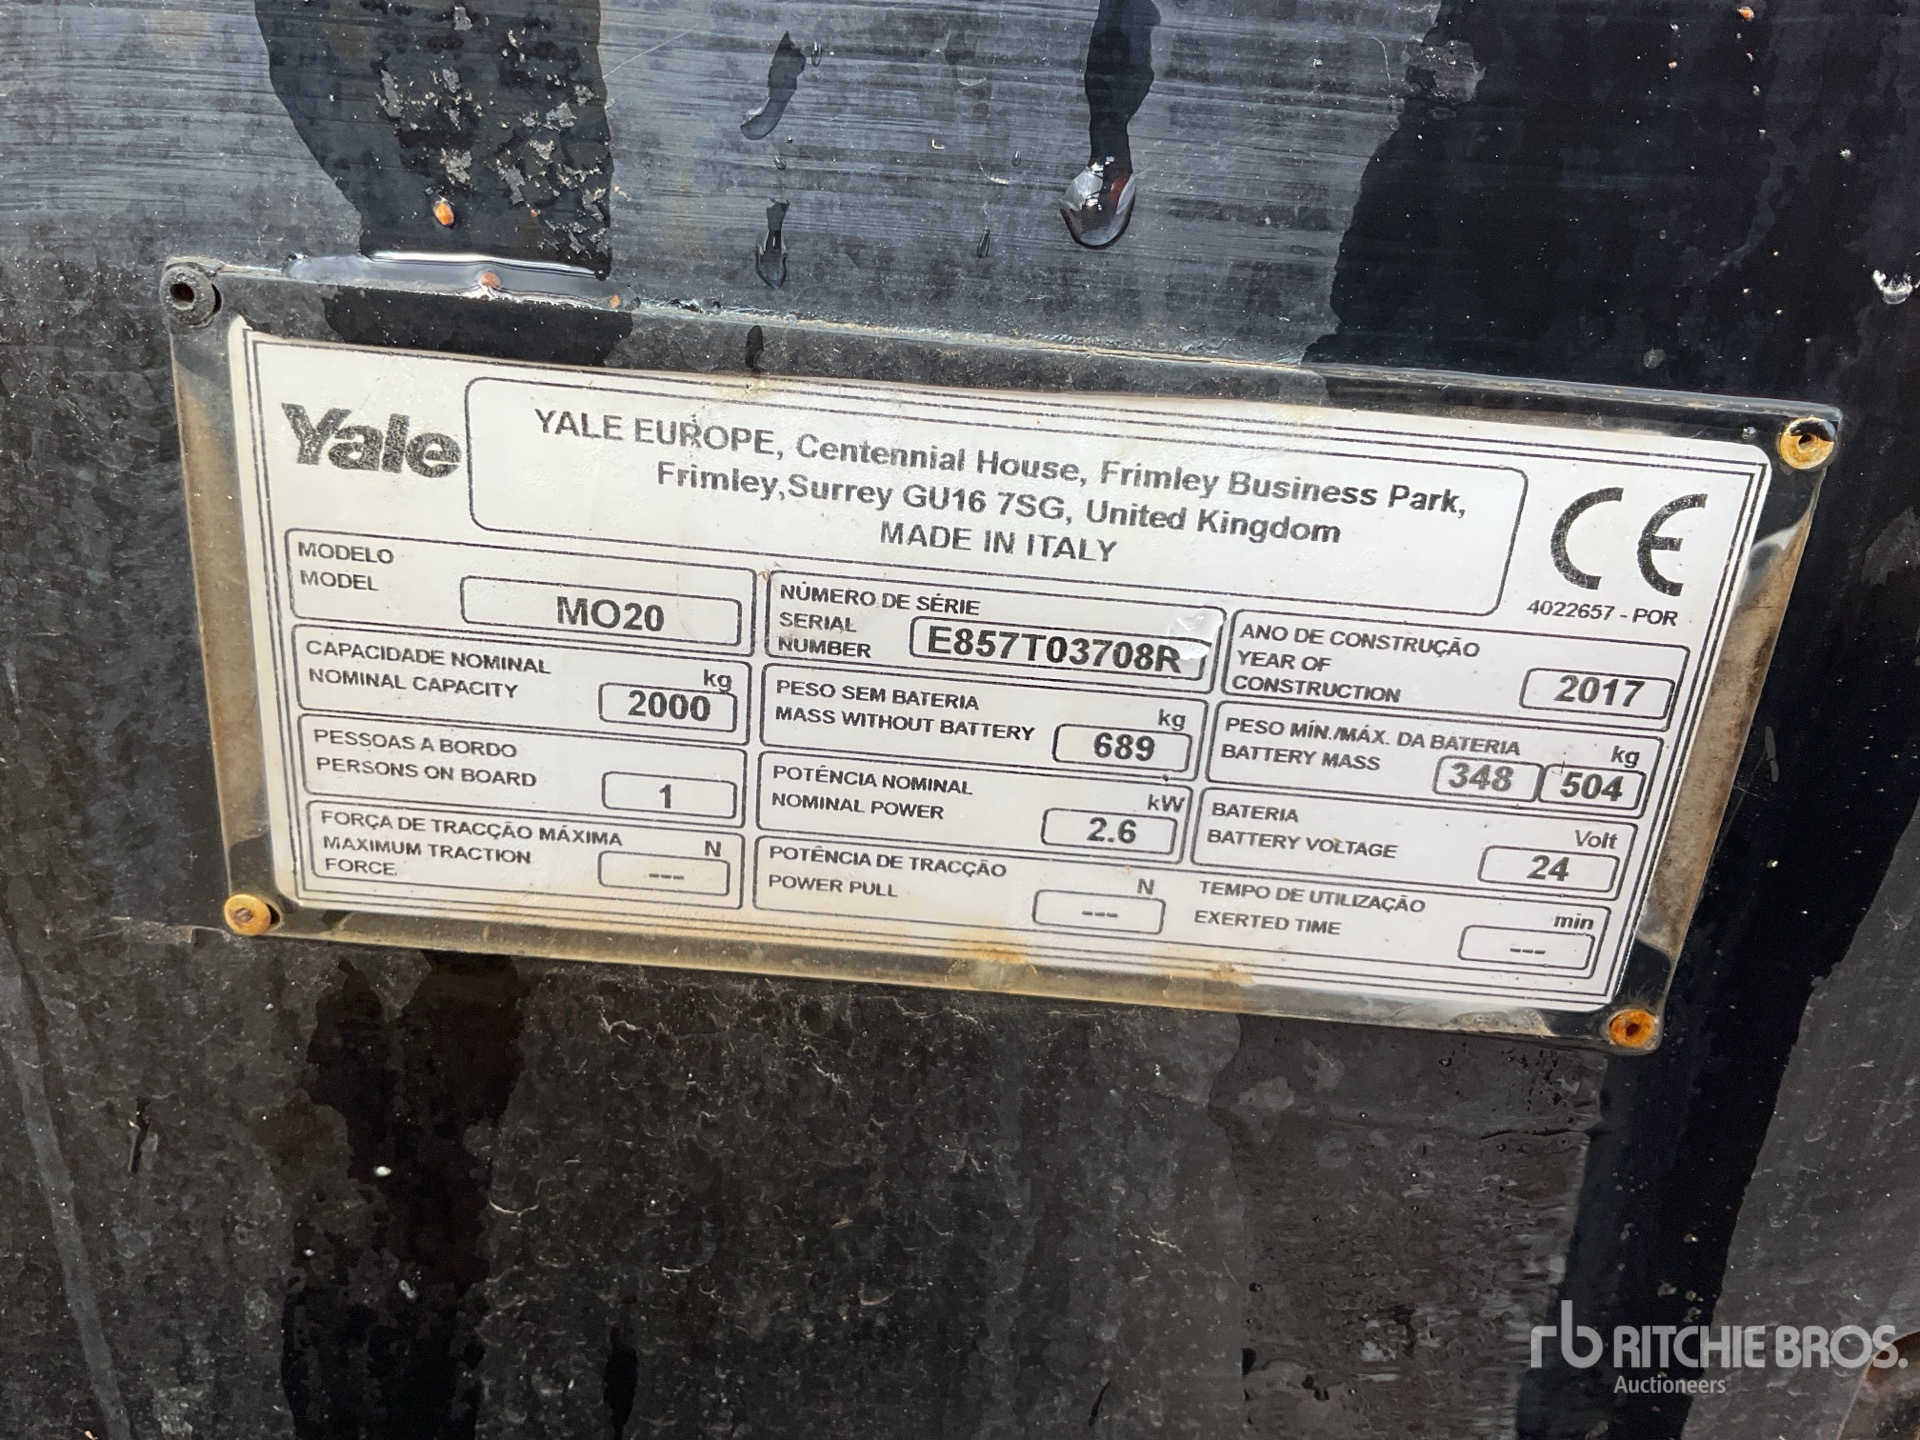 Yale
YALE EUROPE, Centennial House, Frimley Business Park,
Frimley,Surrey GU16 7SG, United Kingdom
MADE IN ITALY
CE
4022657 - POR
MODELO
MODEL
MO20
NÚMERO DE SÉRIE
SERIAL
NUMBER
E857T03708R
ANO DE CONSTRUÇÃO
YEAR OF
CONSTRUCTION
2017
CAPACIDADE NOMINAL
NOMINAL CAPACITY
kg
2000
PESO SEM BATERIA
MASS WITHOUT BATTERY
kg
689
PESO MÍN./MÁX. DA BATERIA
BATTERY MASS
kg
348 504
PESSOAS A BORDO
PERSONS ON BOARD
1
POTÊNCIA NOMINAL
NOMINAL POWER
kW
2.6
BATERIA
BATTERY VOLTAGE
Volt
24
FORÇA DE TRACÇÃO MÁXIMA
MAXIMUM TRACTION
FORCE
N
---
POTÊNCIA DE TRACÇÃO
POWER PULL
N
---
TEMPO DE UTILIZAÇÃO
EXERTED TIME
min
---
rb RITCHIE BROS.
Auctioneers